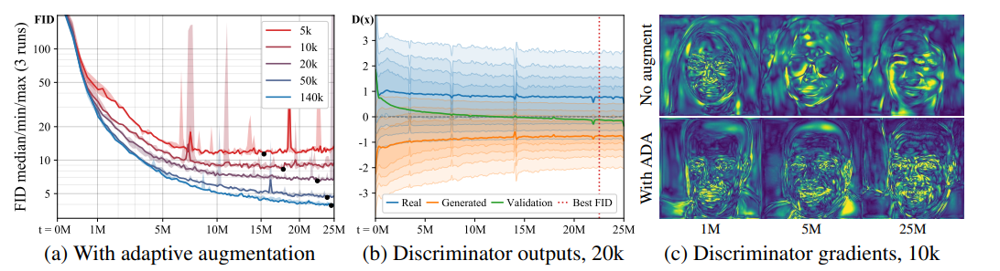 FID
FID median/min/max (3 runs)
100
50
20
10
5
5k
10k
20k
50k
140k
t = 0M 1M 5M 10M 15M 20M 25M
(a) With adaptive augmentation
D(x)
3
2
1
0
-1
-2
-3
Real Generated Validation Best FID
t = 0M 5M 10M 15M 20M 25M
(b) Discriminator outputs, 20k
No augment
With ADA
1M 5M 25M
(c) Discriminator gradients, 10k